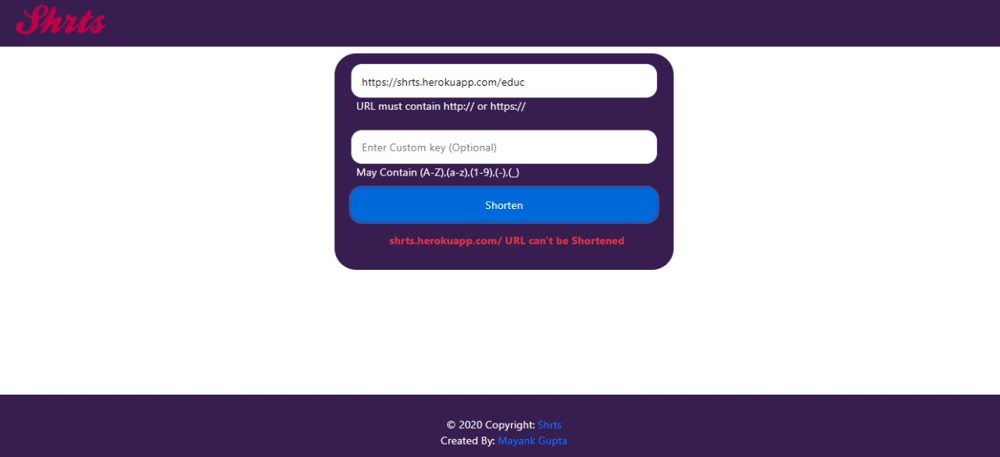 Shrts
https://shrts.herokuapp.com/educ
URL must contain http:// or https://
Enter Custom key (Optional)
May Contain (A-Z),(a-z),(1-9),(-),(_)
Shorten
shrts.herokuapp.com/ URL can't be Shortened
© 2020 Copyright: Shrts
Created By: Mayank Gupta